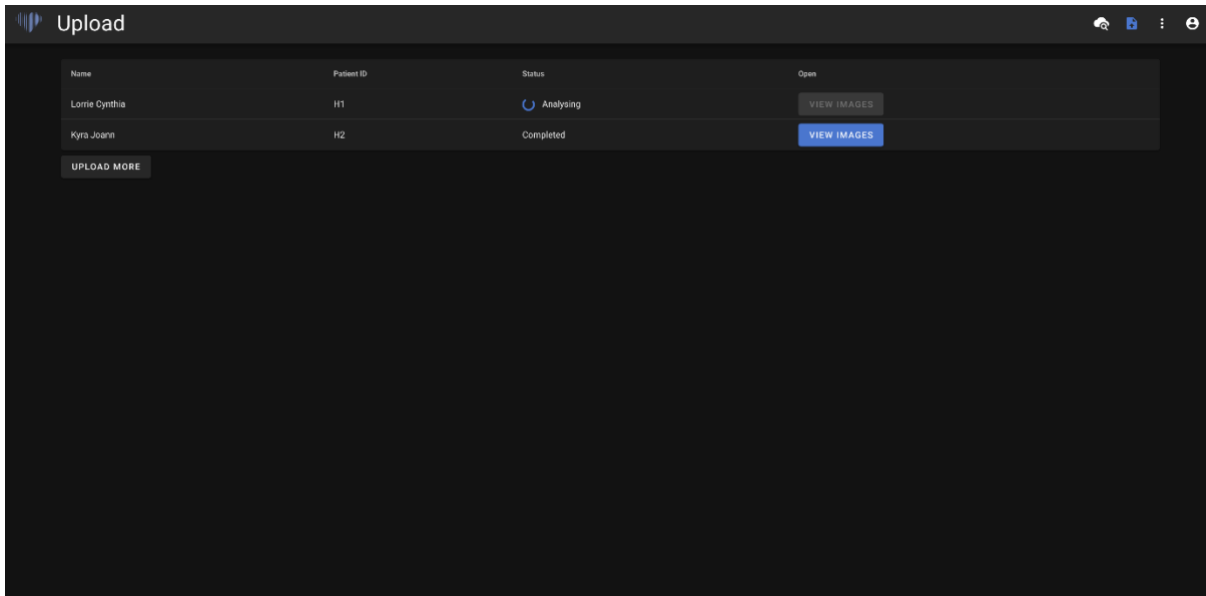 Upload
Name Patient ID Status Open
Lorrie Cynthia H1 Analysing VIEW IMAGES
Kyra Joann H2 Completed VIEW IMAGES
UPLOAD MORE